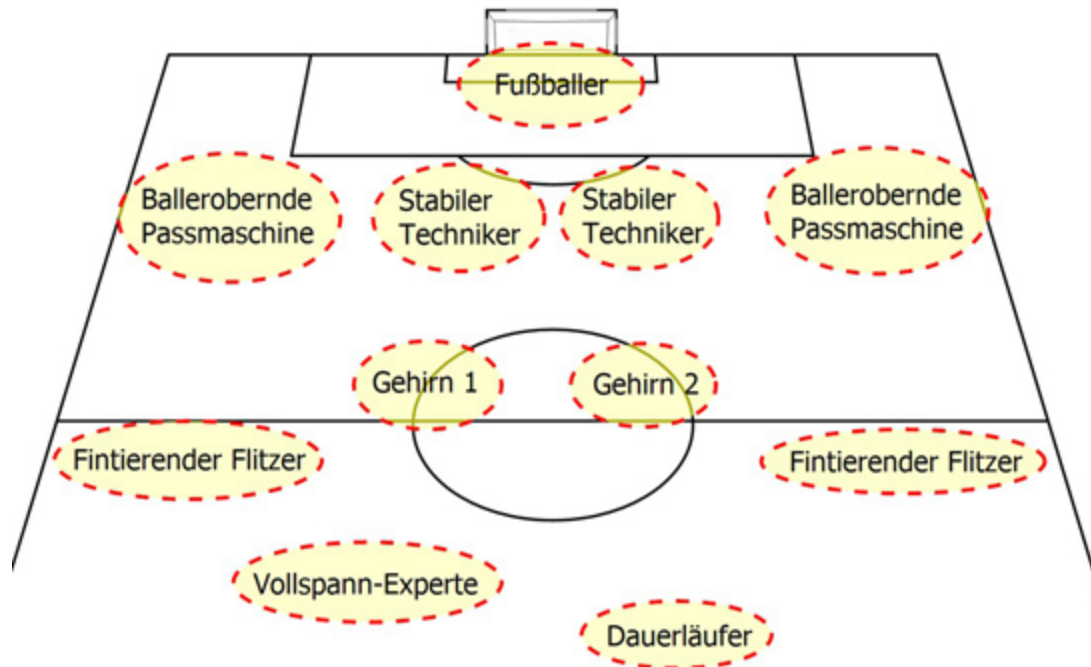 Fußballer
Ballerobernde
Passmaschine
Stabiler
Techniker
Stabiler
Techniker
Ballerobernde
Passmaschine
Gehirn 1
Gehirn 2
Fintierender Flitzer
Fintierender Flitzer
Vollspann-Experte
Dauerläufer